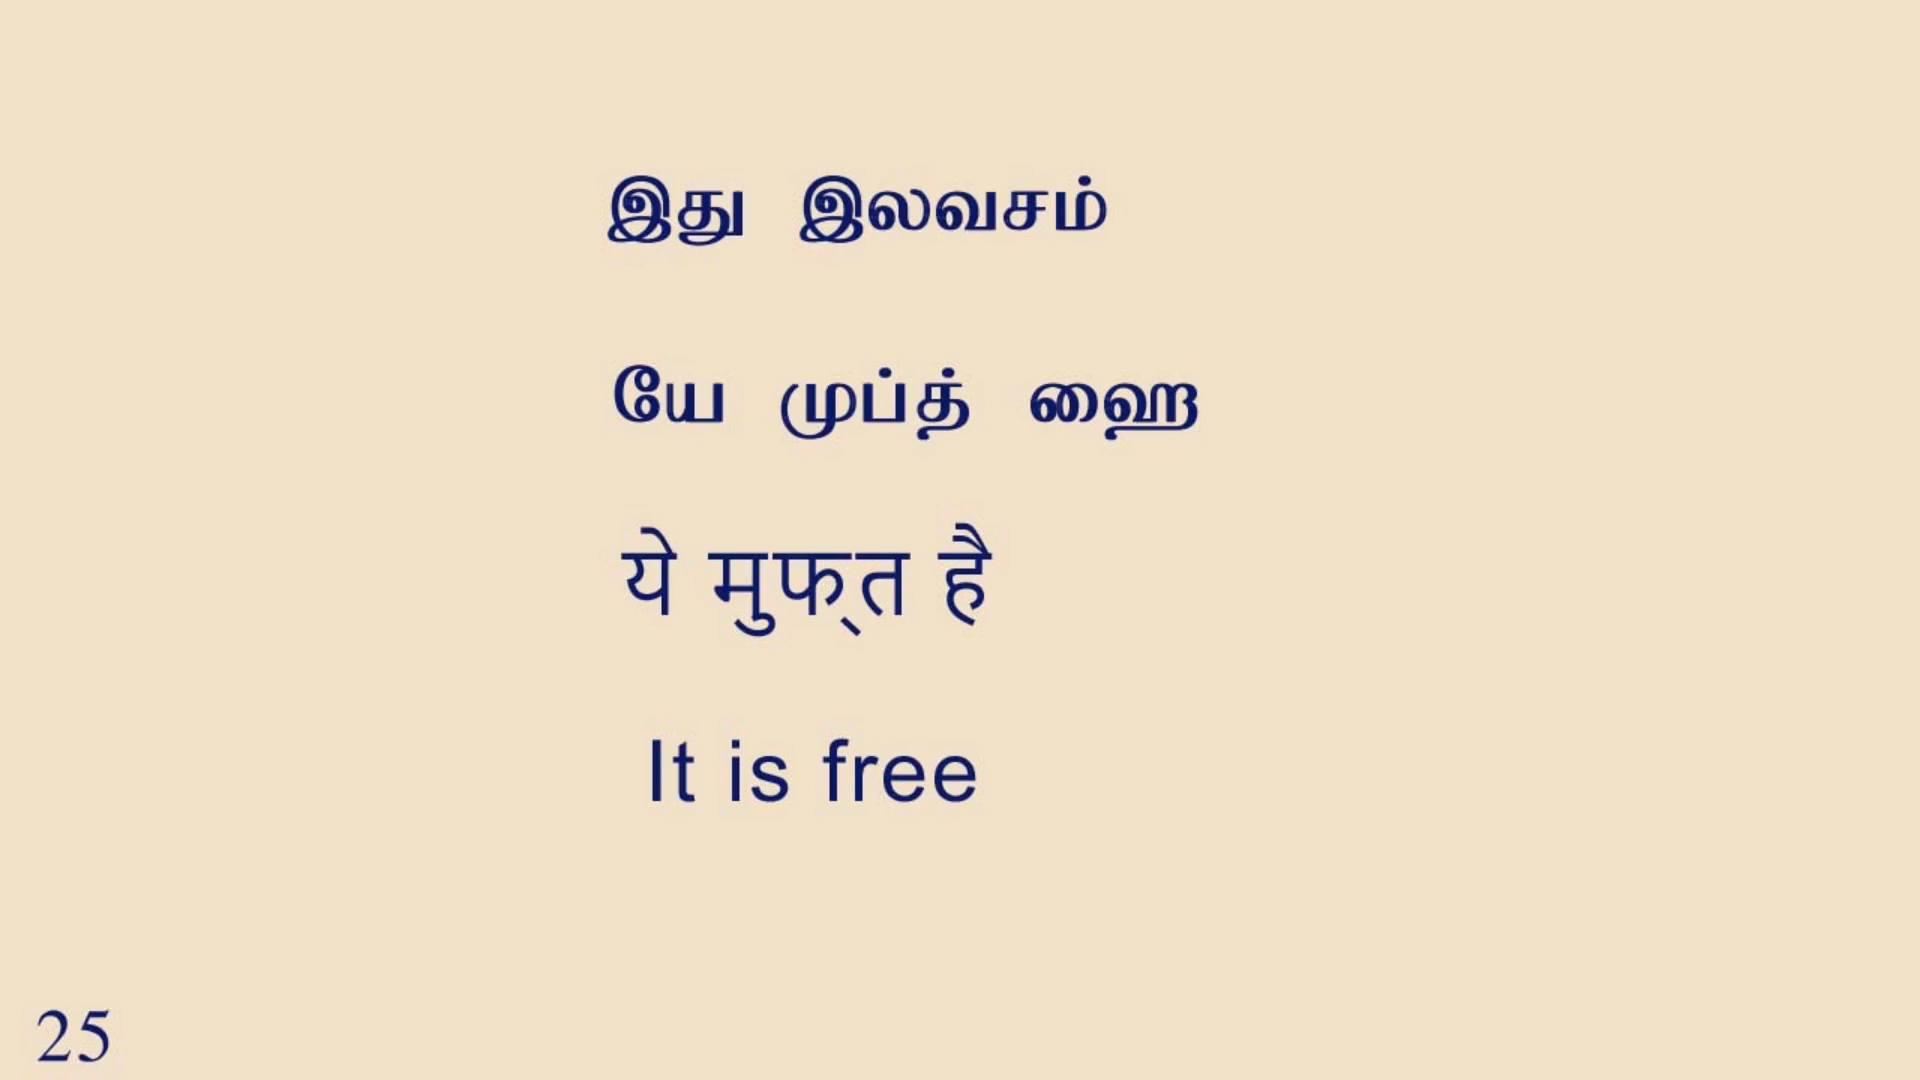 இது இலவசம்
யே முப்த் ஹை
ये मुफ्‌त है
It is free
25